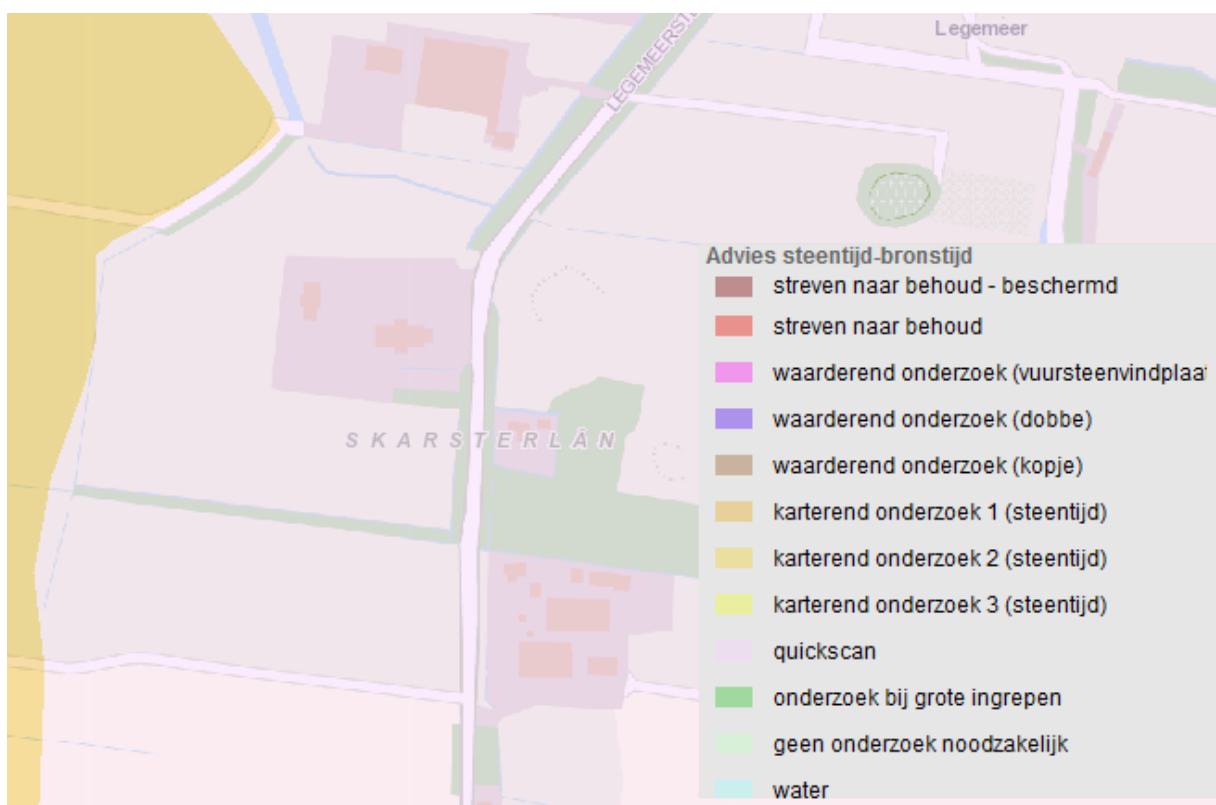 Legemeer
LEGEMEERSTE
SKARSTERLÂN
Advies steentijd-bronstijd
streven naar behoud - beschermd
streven naar behoud
waarderend onderzoek (vuursteenvindplaat
waarderend onderzoek (dobbe)
waarderend onderzoek (kopje)
karterend onderzoek 1 (steentijd)
karterend onderzoek 2 (steentijd)
karterend onderzoek 3 (steentijd)
quickscan
onderzoek bij grote ingrepen
geen onderzoek noodzakelijk
water